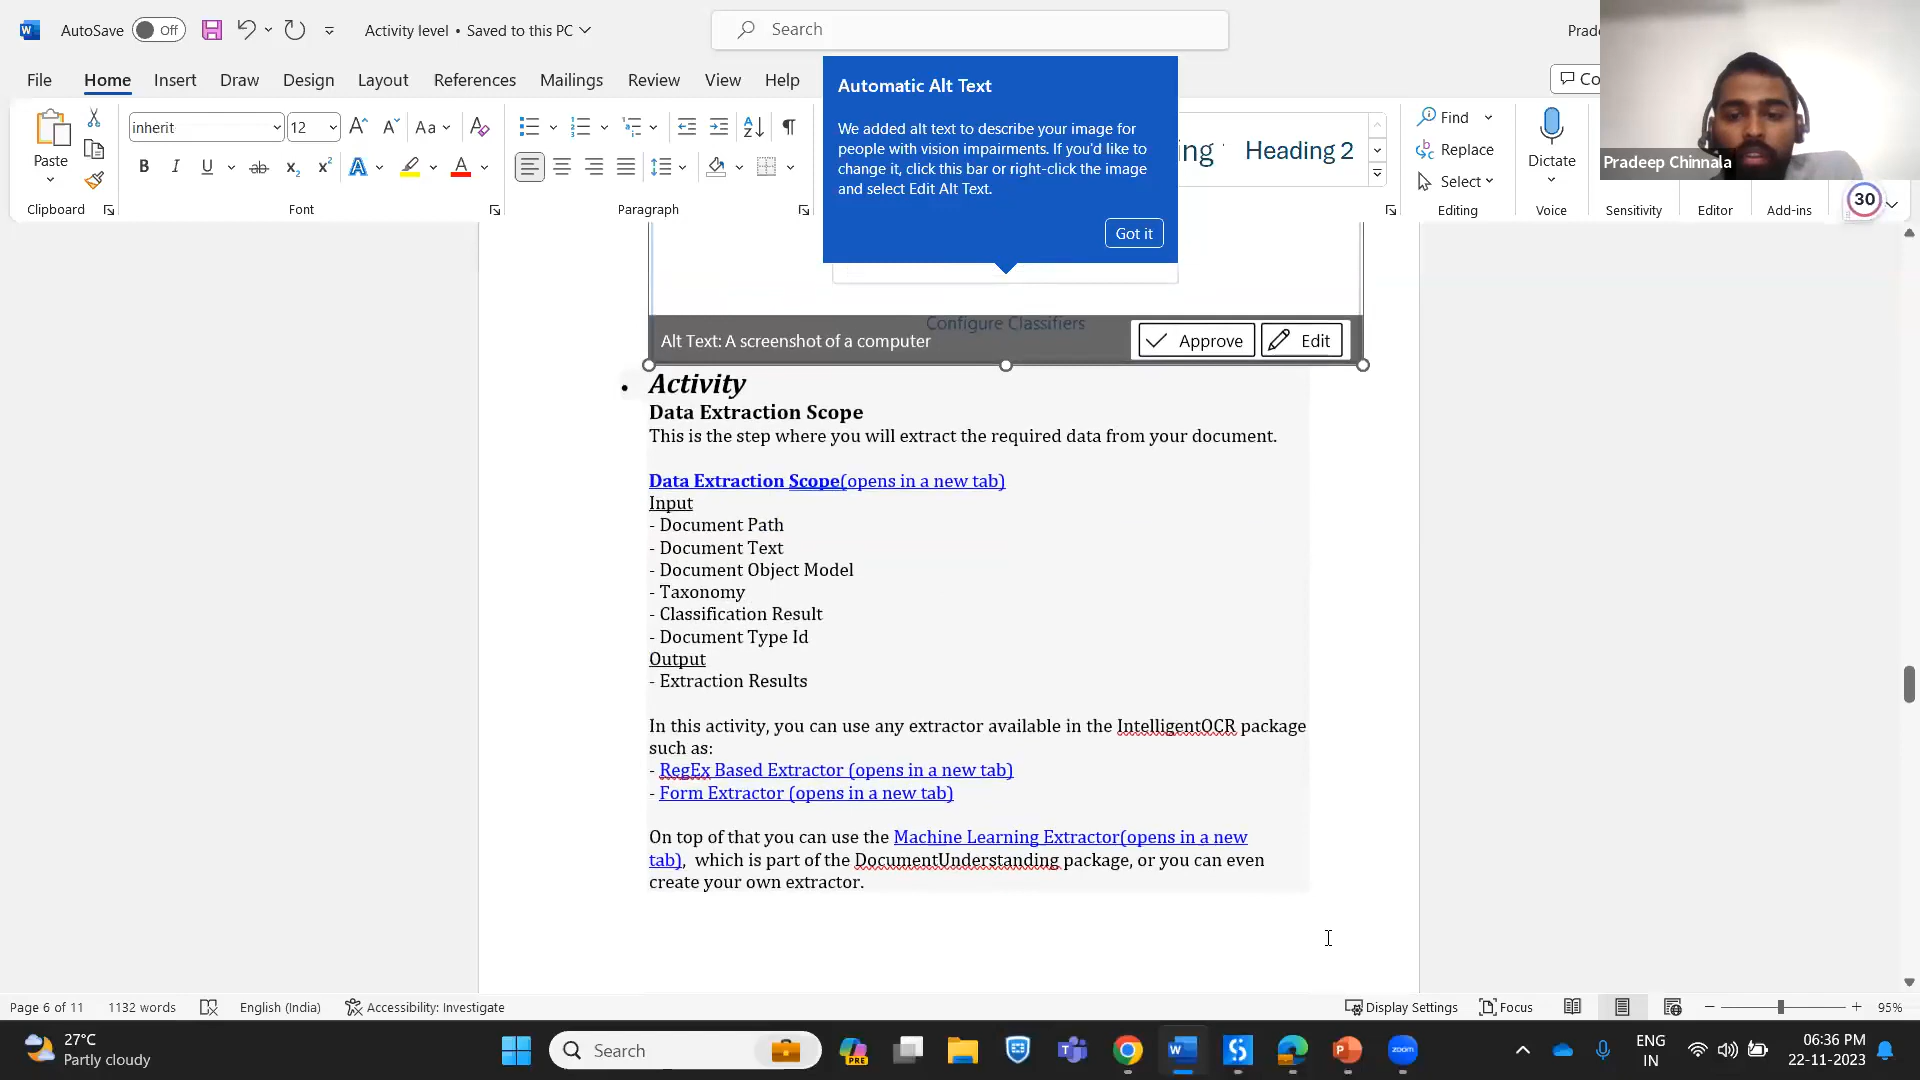 AutoSave Off Activity level • Saved to this PC Search Prade
File Home Insert Draw Design Layout References Mailings Review View Help Co
Automatic Alt Text
We added alt text to describe your image for
people with vision impairments. If you'd like to
change it, click this bar or right-click the image
and select Edit Alt Text.
Got it
Paste inherit 12 Aa Heading 2 Find Replace Select Dictate
Pradeep Chinnala
Clipboard Font Paragraph Editing Voice Sensitivity Editor Add-ins 30
Configure Classifiers
Alt Text: A screenshot of a computer Approve Edit
• Activity
Data Extraction Scope
This is the step where you will extract the required data from your document.
Data Extraction Scope(opens in a new tab)
Input
- Document Path
- Document Text
- Document Object Model
- Taxonomy
- Classification Result
- Document Type Id
Output
- Extraction Results
In this activity, you can use any extractor available in the IntelligentOCR package
such as:
- RegEx Based Extractor (opens in a new tab)
- Form Extractor (opens in a new tab)
On top of that you can use the Machine Learning Extractor(opens in a new
tab), which is part of the DocumentUnderstanding package, or you can even
create your own extractor.
Page 6 of 11 1132 words English (India) Accessibility: Investigate Display Settings Focus 95%
27°C
Partly cloudy
Search
PRE
zoom
ENG
IN
06:36 PM
22-11-2023